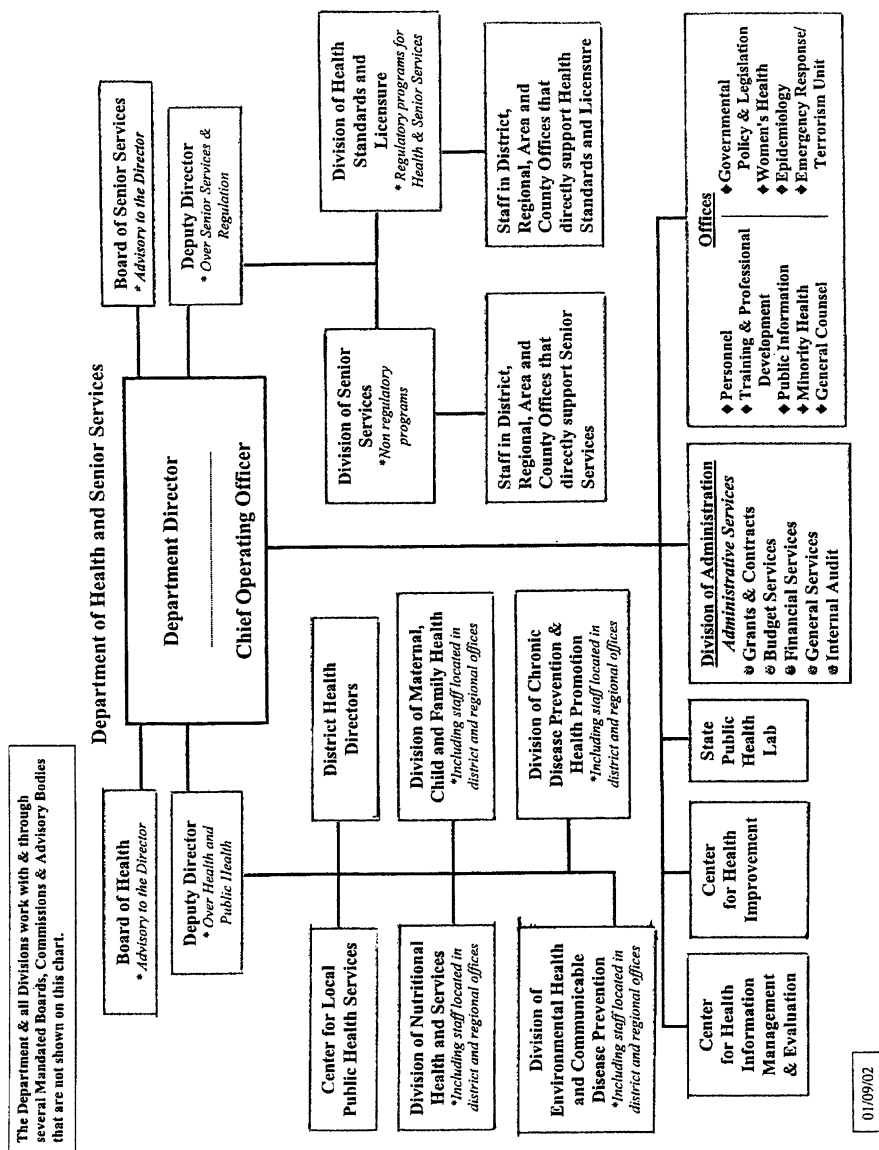 The Department & all Divisions work with & through
several Mandated Boards, Commissions & Advisory Bodies
that are not shown on this chart.
Department of Health and Senior Services
Board of Health
* Advisory to the Director
Deputy Director
* Over Health and
Public Health
Department Director
Chief Operating Officer
Board of Senior Services
* Advisory to the Director
Deputy Director
* Over Senior Services &
Regulation
Center for Local
Public Health Services
District Health
Directors
Division of Nutritional
Health and Services
*Including staff located in
district and regional offices
Division of Maternal,
Child and Family Health
*Including staff located in
district and regional offices
Division of
Environmental Health
and Communicable
Disease Prevention
*Including staff located in
district and regional offices
Division of Chronic
Disease Prevention &
Health Promotion
*Including staff located in
district and regional offices
Division of Senior
Services
*Non regulatory
programs
Division of Health
Standards and
Licensure
* Regulatory programs for
Health & Senior Services
Staff in District,
Regional, Area and
County Offices that
directly support Senior
Services
Staff in District,
Regional, Area and
County Offices that
directly support Health
Standards and Licensure
Center
for Health
Information
Management
& Evaluation
Center
for Health
Improvement
State
Public
Health
Lab
Division of Administration
Administrative Services
Grants & Contracts
Budget Services
Financial Services
General Services
Internal Audit
Offices
◆ Personnel
◆ Training & Professional
Development
◆ Public Information
◆ Minority Health
◆ General Counsel
◆ Governmental
Policy & Legislation
◆ Women's Health
◆ Epidemiology
◆ Emergency Response/
Terrorism Unit
01/09/02